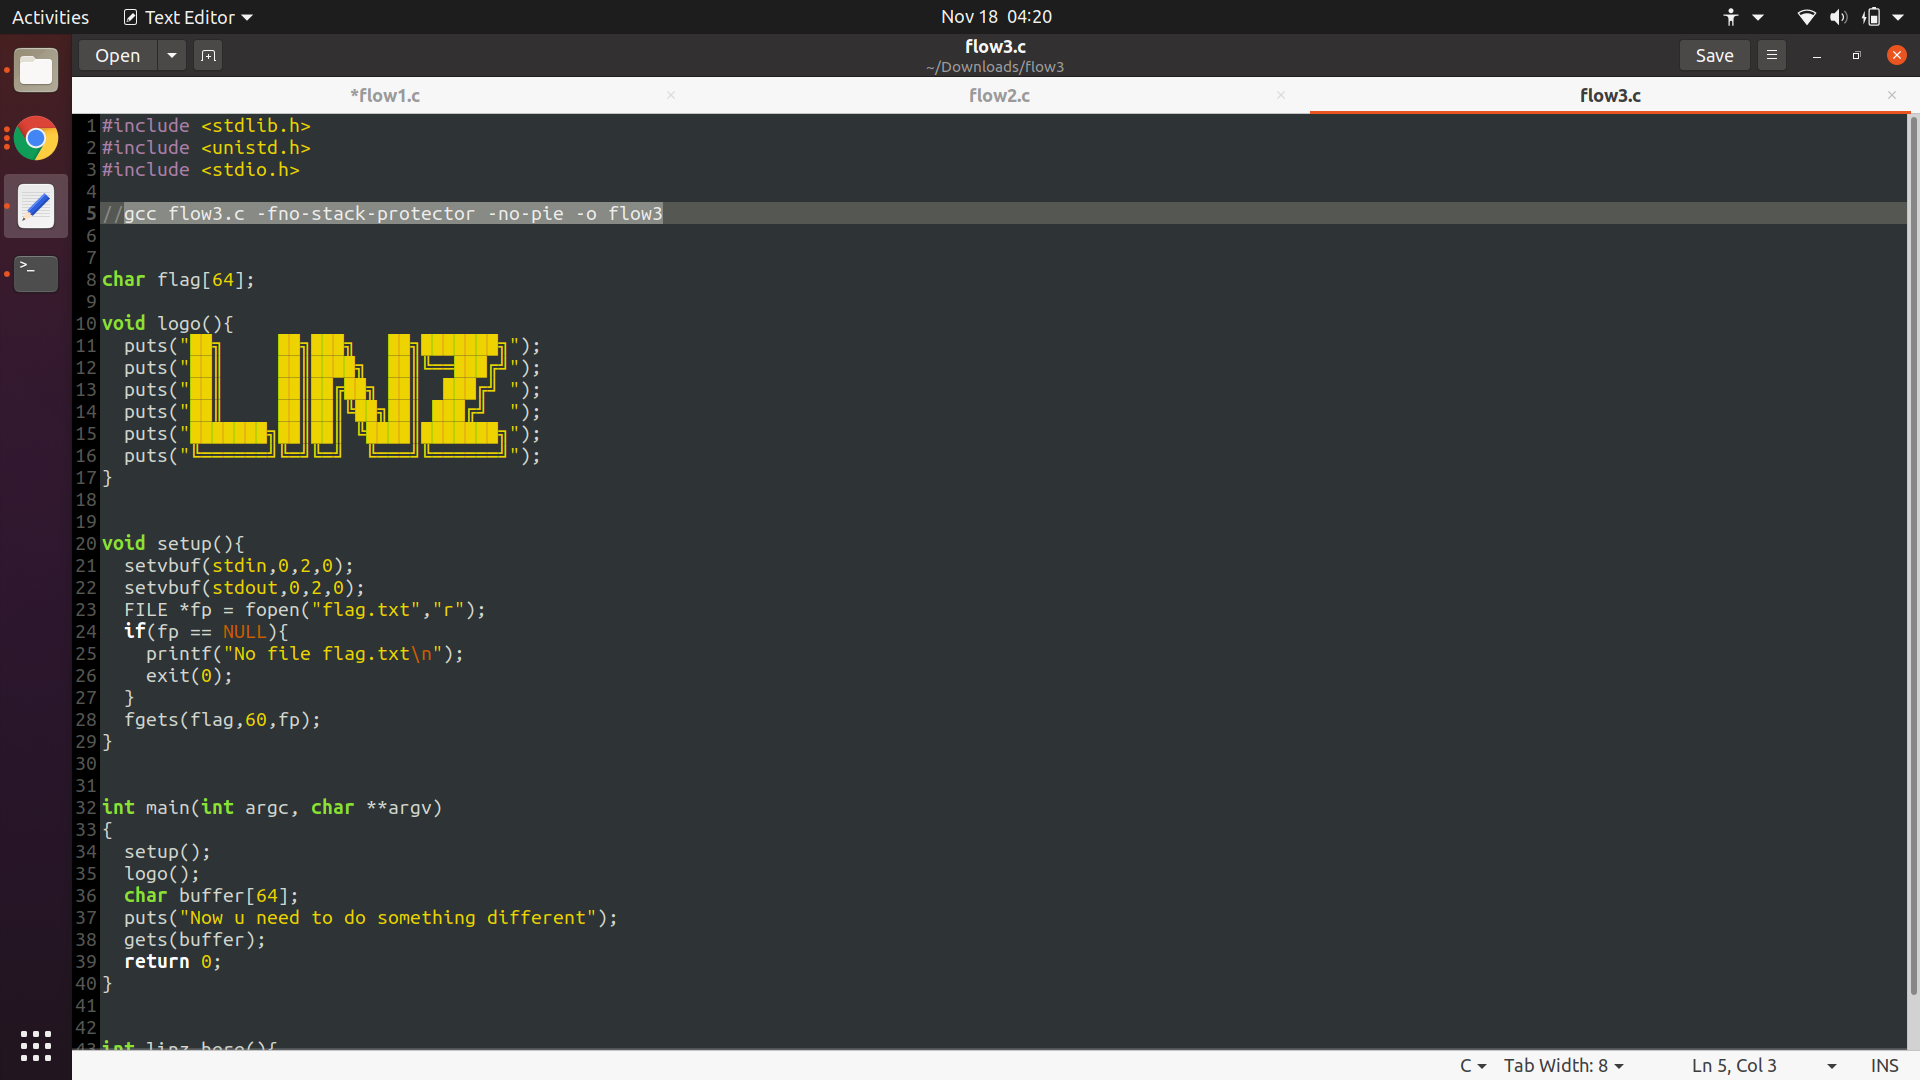 Activities Text Editor Nov 18 04:20
Open flow3.c Save
~/Downloads/flow3
*flow1.c flow2.c flow3.c
1 #include <stdlib.h>
2 #include <unistd.h>
3 #include <stdio.h>
4
5 //gcc flow3.c -fno-stack-protector -no-pie -o flow3
6
7
8 char flag[64];
9
10 void logo(){
11   puts("██╗     ██╗███╗   ██╗███████╗");
12   puts("██║     ██║████╗  ██║╚══███╔╝");
13   puts("██║     ██║██╔██╗ ██║  ███╔╝ ");
14   puts("██║     ██║██║╚██╗██║ ███╔╝  ");
15   puts("███████╗██║██║ ╚████║███████╗");
16   puts("╚══════╝╚═╝╚═╝  ╚═══╝╚══════╝");
17 }
18
19
20 void setup(){
21   setvbuf(stdin,0,2,0);
22   setvbuf(stdout,0,2,0);
23   FILE *fp = fopen("flag.txt","r");
24   if(fp == NULL){
25     printf("No file flag.txt\n");
26     exit(0);
27   }
28   fgets(flag,60,fp);
29 }
30
31
32 int main(int argc, char **argv)
33 {
34   setup();
35   logo();
36   char buffer[64];
37   puts("Now u need to do something different");
38   gets(buffer);
39   return 0;
40 }
41
42
43 int linz_here(){
C Tab Width: 8 Ln 5, Col 3 INS